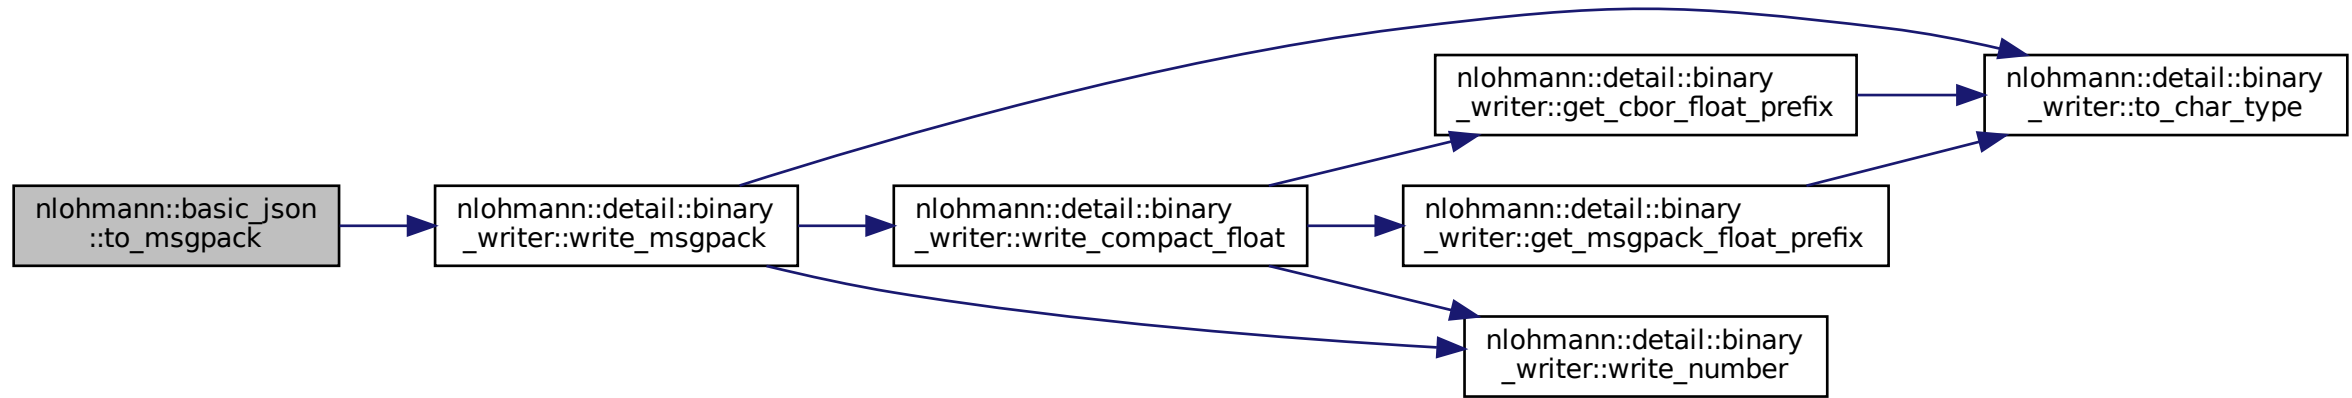 nlohmann::basic_json
::to_msgpack
nlohmann::detail::binary
_writer::write_msgpack
nlohmann::detail::binary
_writer::write_compact_float
nlohmann::detail::binary
_writer::get_cbor_float_prefix
nlohmann::detail::binary
_writer::to_char_type
nlohmann::detail::binary
_writer::get_msgpack_float_prefix
nlohmann::detail::binary
_writer::write_number